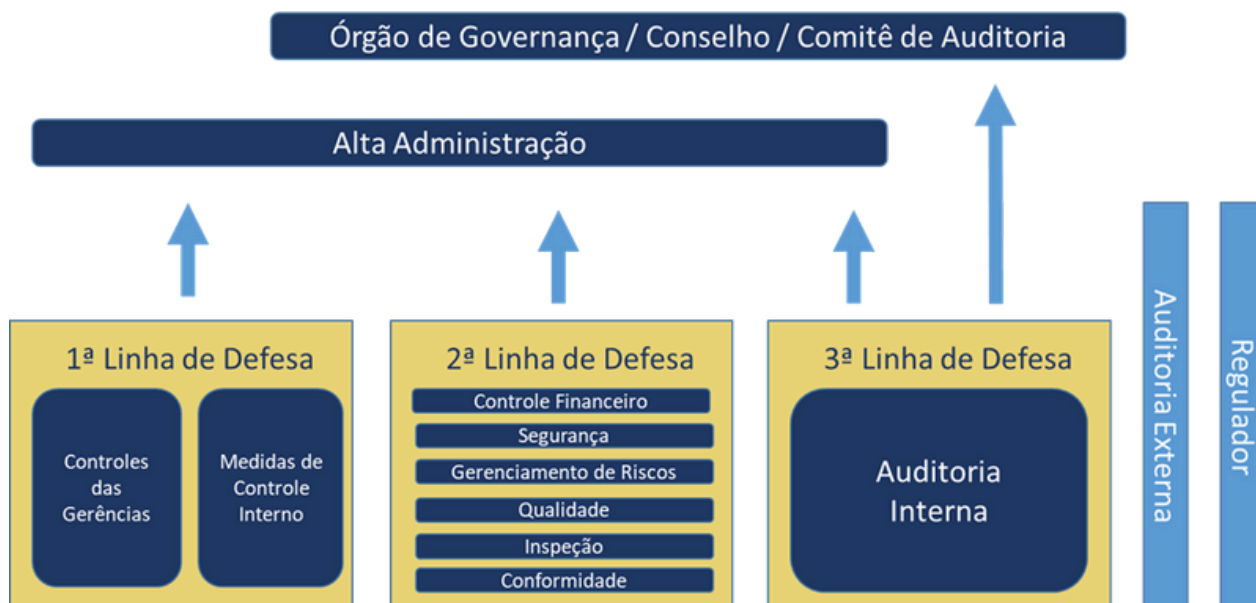 Órgão de Governança / Conselho / Comitê de Auditoria
Alta Administração
1ª Linha de Defesa
Controles
das
Gerências
Medidas de
Controle
Interno
2ª Linha de Defesa
Controle Financeiro
Segurança
Gerenciamento de Riscos
Qualidade
Inspeção
Conformidade
3ª Linha de Defesa
Auditoria
Interna
Auditoria Externa
Regulador